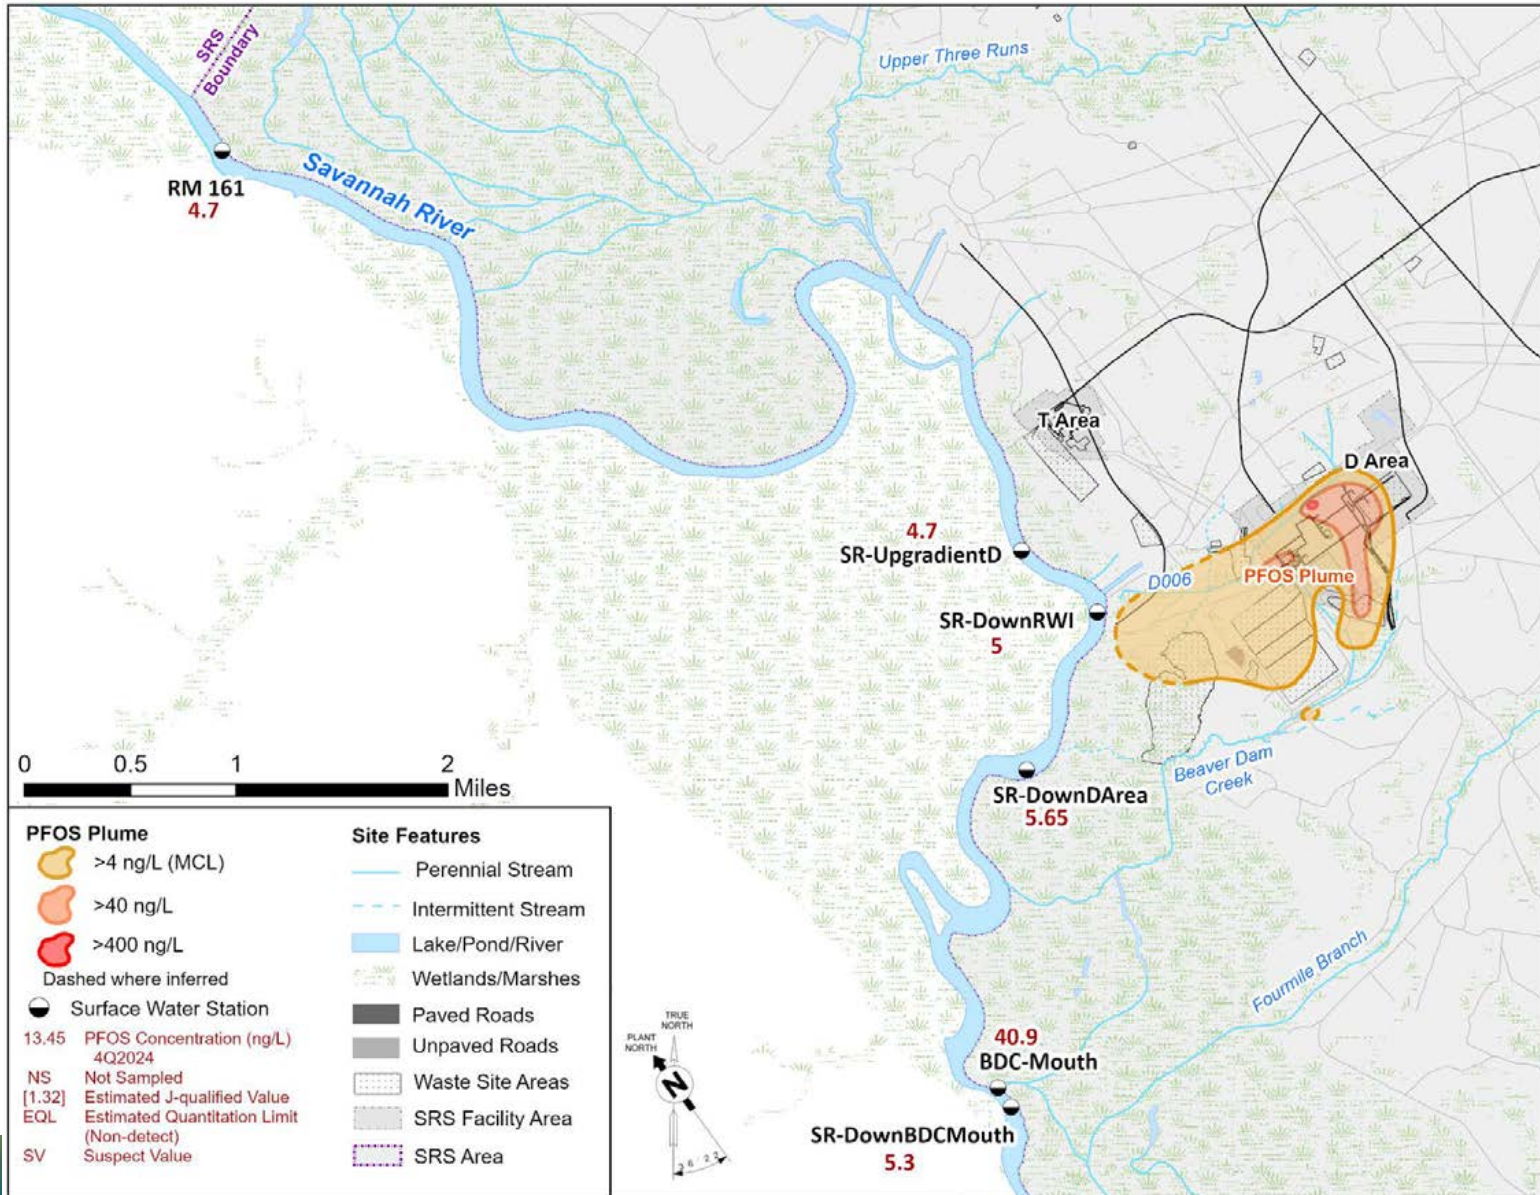 SRS
Boundary
Upper Three Runs
RM 161
4.7
Savannah River
T Area
D Area
4.7
SR-UpgradientD
D006
PFOS Plume
SR-DownRWI
5
Beaver Dam
Creek
SR-DownDArea
5.65
Fourmile Branch
40.9
BDC-Mouth
SR-DownBDCMouth
5.3
0 0.5 1 2
Miles
PFOS Plume
>4 ng/L (MCL)
>40 ng/L
>400 ng/L
Dashed where inferred
Surface Water Station
13.45 PFOS Concentration (ng/L)
4Q2024
NS Not Sampled
[1.32] Estimated J-qualified Value
EQL Estimated Quantitation Limit
(Non-detect)
SV Suspect Value
Site Features
Perennial Stream
Intermittent Stream
Lake/Pond/River
Wetlands/Marshes
Paved Roads
Unpaved Roads
Waste Site Areas
SRS Facility Area
SRS Area
TRUE
NORTH
PLANT
NORTH
N